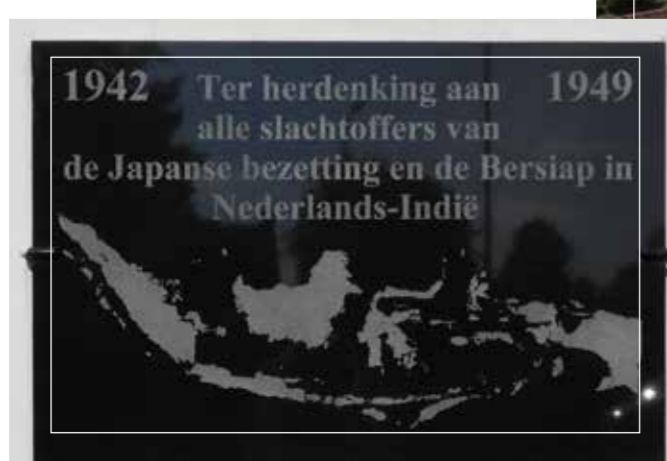 1942 Ter herdenking aan 1949
alle slachtoffers van
de Japanse bezetting en de Bersiap in
Nederlands-Indië